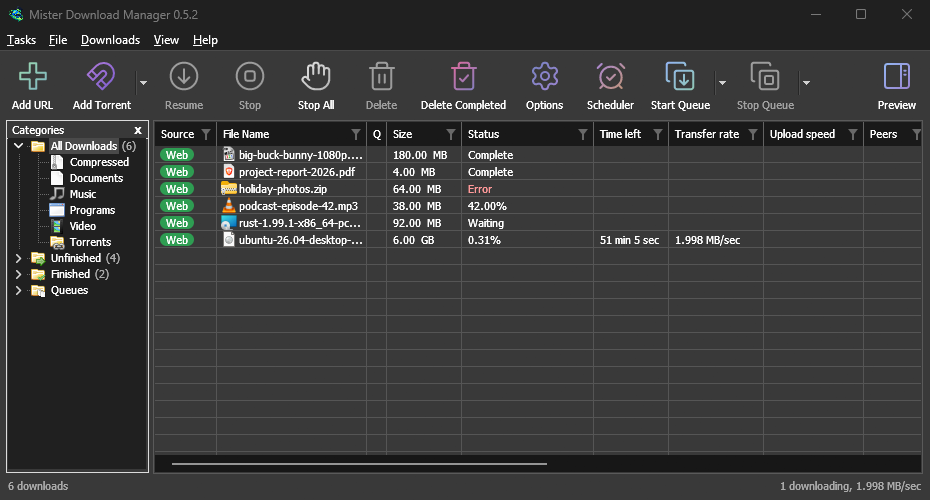 Mister Download Manager 0.5.2
Tasks File Downloads View Help
Add URL Add Torrent Resume Stop Stop All Delete Delete Completed Options Scheduler Start Queue Stop Queue Preview
Categories x
All Downloads (6)
Compressed
Documents
Music
Programs
Video
Torrents
Unfinished (4)
Finished (2)
Queues
Source File Name Q Size Status Time left Transfer rate Upload speed Peers
Web big-buck-bunny-1080p.... 180.00 MB Complete
Web project-report-2026.pdf 4.00 MB Complete
Web holiday-photos.zip 64.00 MB Error
Web podcast-episode-42.mp3 38.00 MB 42.00%
Web rust-1.99.1-x86_64-pc... 92.00 MB Waiting
Web ubuntu-26.04-desktop-... 6.00 GB 0.31% 51 min 5 sec 1.998 MB/sec
6 downloads 1 downloading, 1.998 MB/sec